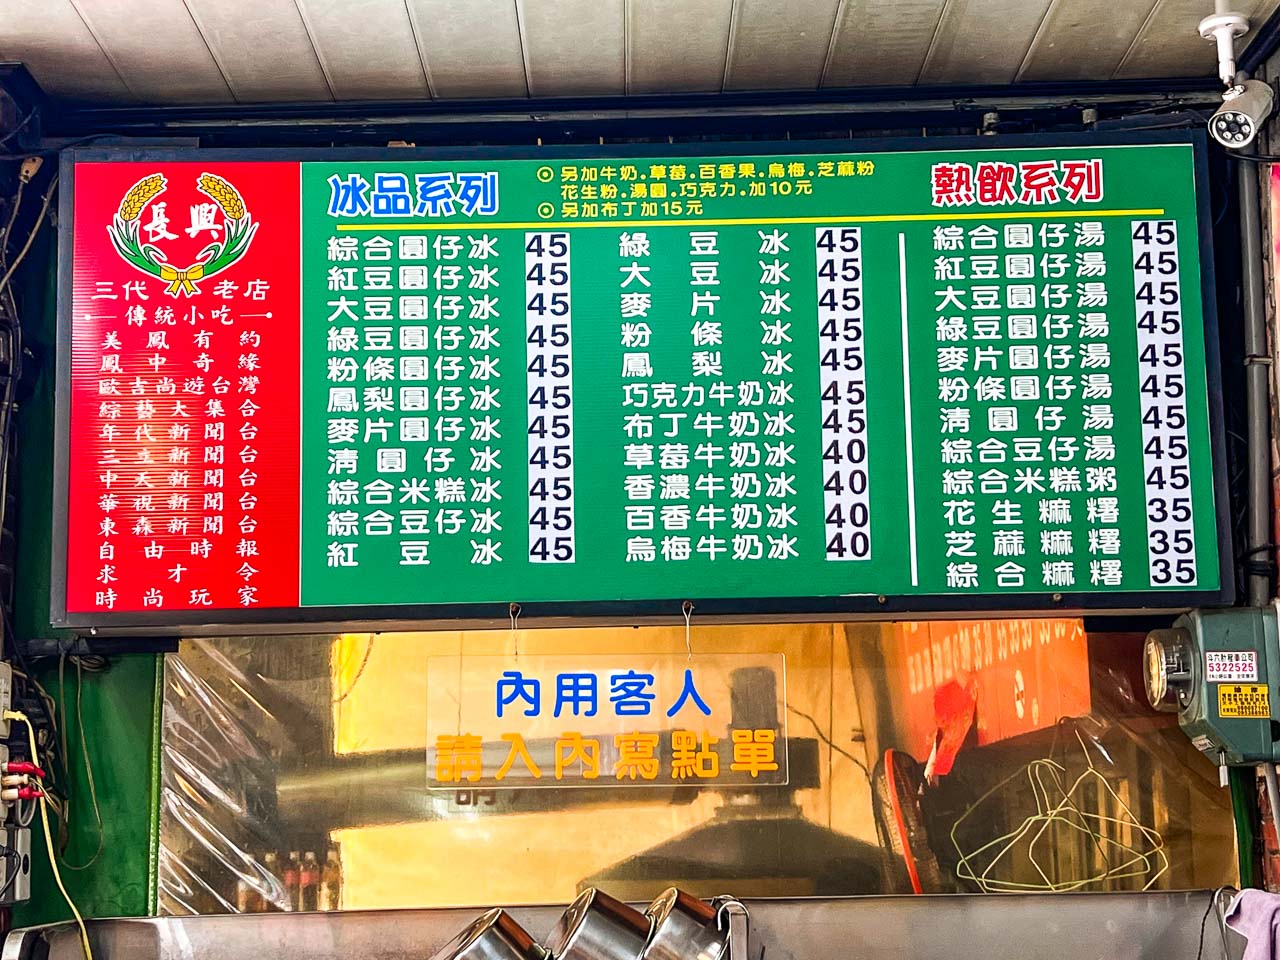 長興
三代 老店
傳統小吃
美鳳有約
鳳中奇緣
歐吉尚遊台灣
綜藝大集合
年代新聞台
三立新聞台
中天新聞台
華視新聞台
東森新聞台
自由時報
求才令
時尚玩家
冰品系列
◎另加牛奶.草莓.百香果.烏梅.芝蔴粉
花生粉.湯圓.巧克力.加10元
◎另加布丁加15元
綜合圓仔冰 45
紅豆圓仔冰 45
大豆圓仔冰 45
綠豆圓仔冰 45
粉條圓仔冰 45
鳳梨圓仔冰 45
麥片圓仔冰 45
清圓仔冰 45
綜合米糕冰 45
綜合豆仔冰 45
紅豆冰 45
綠豆冰 45
大豆冰 45
麥片冰 45
粉條冰 45
鳳梨冰 45
巧克力牛奶冰 45
布丁牛奶冰 45
草莓牛奶冰 40
香濃牛奶冰 40
百香牛奶冰 40
烏梅牛奶冰 40
熱飲系列
綜合圓仔湯 45
紅豆圓仔湯 45
大豆圓仔湯 45
綠豆圓仔湯 45
麥片圓仔湯 45
粉條圓仔湯 45
清圓仔湯 45
綜合豆仔湯 45
綜合米糕粥 45
花生麻糬 35
芝蔴麻糬 35
綜合麻糬 35
內用客人
請入內寫點單
斗六計程車公司
5322525